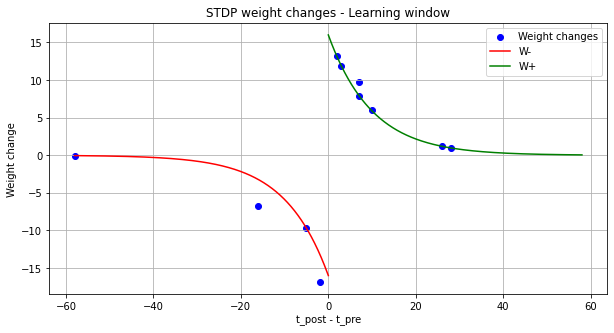 STDP weight changes - Learning window
Weight change
15
10
5
0
−5
−10
−15
Weight changes
W-
W+
−60
−40
−20
0
20
40
60
t_post - t_pre